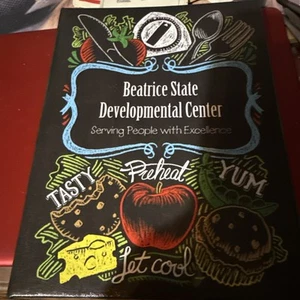 Beatrice State
Developmental Center
Serving People with Excellence
TASTY
Preheat
YUM
Let cool